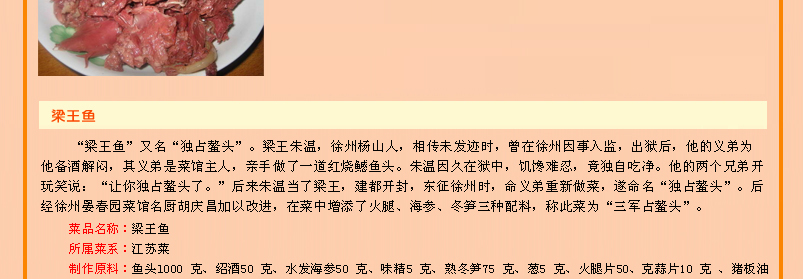 梁王鱼
“梁王鱼”又名“独占鳌头”。梁王朱温，徐州杨山人，相传未发迹时，曾在徐州因事入监，出狱后，他的义弟为
他备酒解闷，其义弟是菜馆主人，亲手做了一道红烧鳡鱼头。朱温因久在狱中，饥馋难忍，竟独自吃净。他的两个兄弟开
玩笑说：“让你独占鳌头了。”后来朱温当了梁王，建都开封，东征徐州时，命义弟重新做菜，遂命名“独占鳌头”。后
经徐州晏春园菜馆名厨胡庆昌加以改进，在菜中增添了火腿、海参、冬笋三种配料，称此菜为“三军占鳌头”。
菜品名称：梁王鱼
所属菜系：江苏菜
制作原料：鱼头1000 克、绍酒50 克、水发海参50 克、味精5 克、熟冬笋75 克、葱5 克、火腿片50、克蒜片10 克 、猪板油